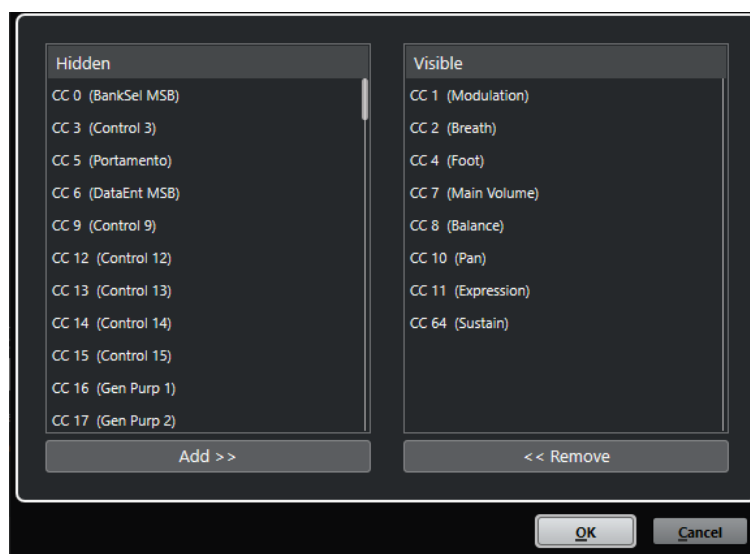 Hidden
CC 0 (BankSel MSB)
CC 3 (Control 3)
CC 5 (Portamento)
CC 6 (DataEnt MSB)
CC 9 (Control 9)
CC 12 (Control 12)
CC 13 (Control 13)
CC 14 (Control 14)
CC 15 (Control 15)
CC 16 (Gen Purp 1)
CC 17 (Gen Purp 2)
Add >>
Visible
CC 1 (Modulation)
CC 2 (Breath)
CC 4 (Foot)
CC 7 (Main Volume)
CC 8 (Balance)
CC 10 (Pan)
CC 11 (Expression)
CC 64 (Sustain)
<< Remove
OK
Cancel